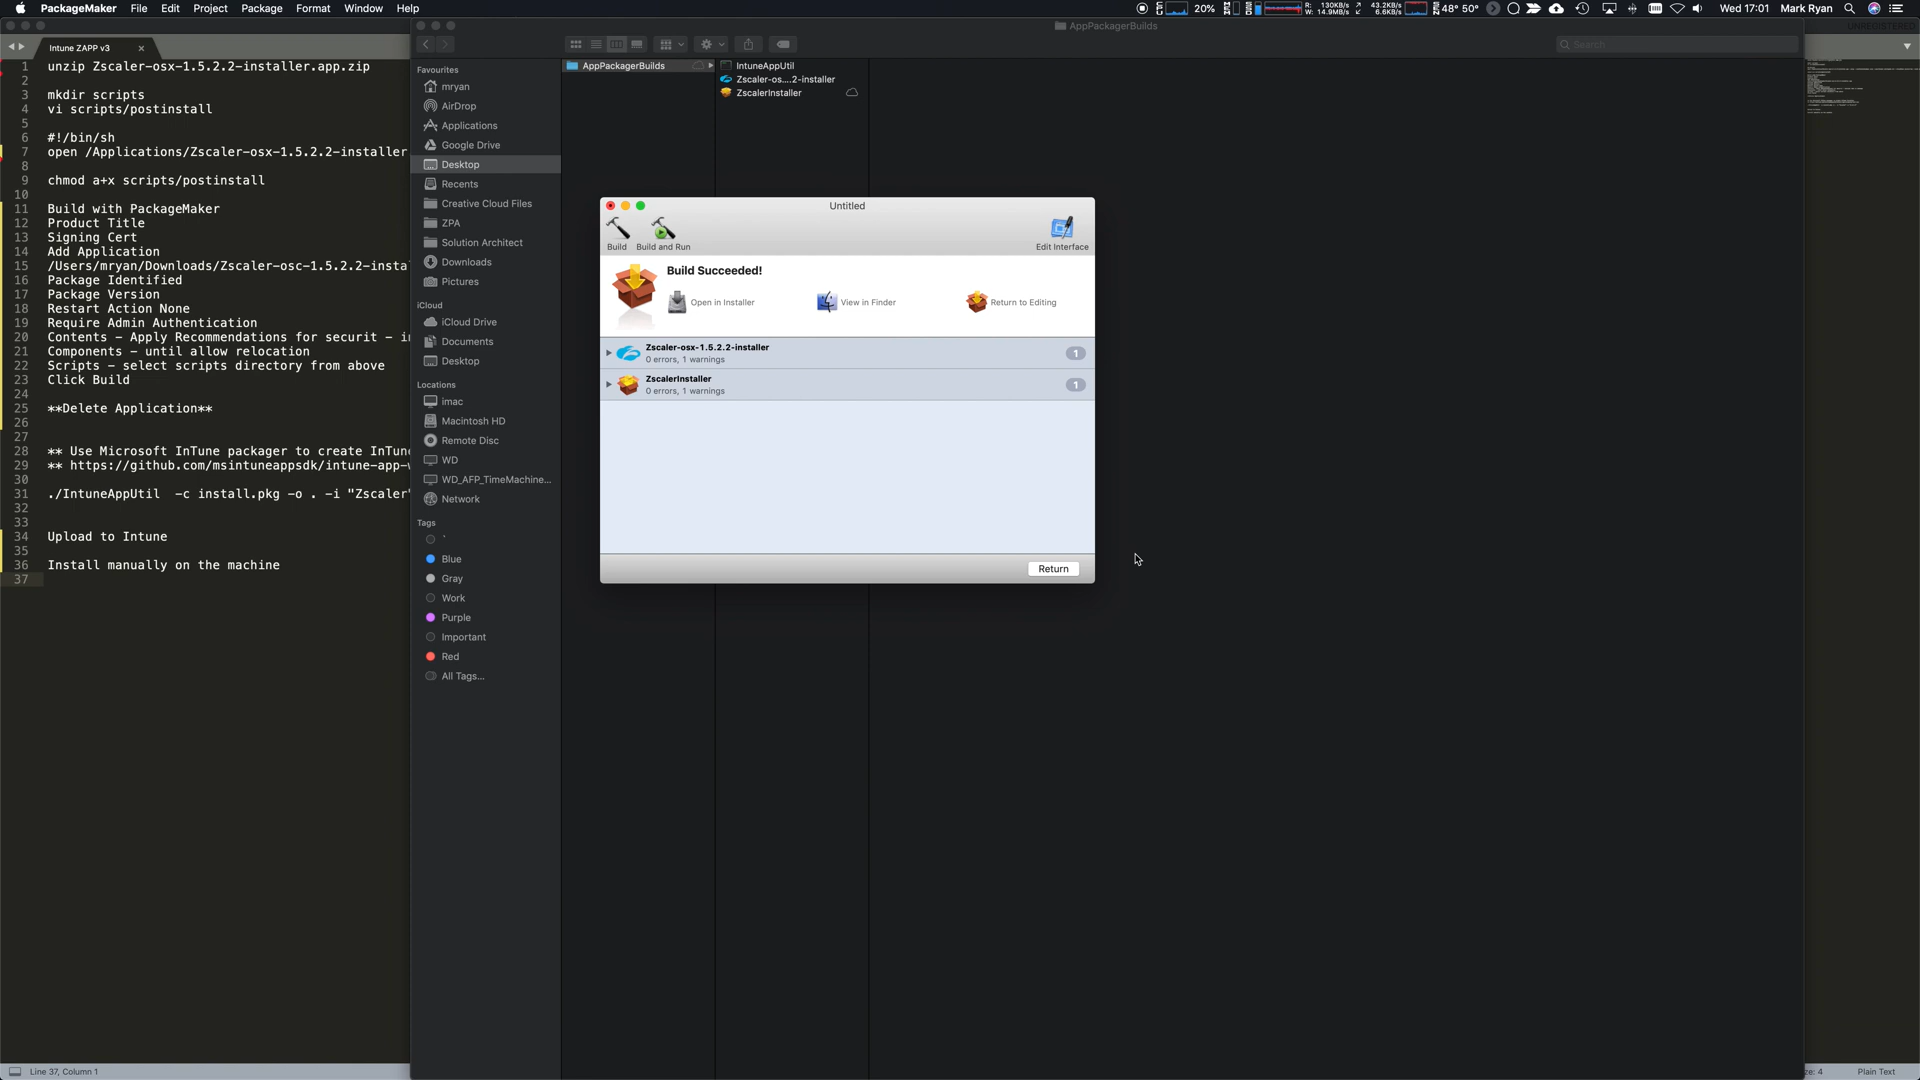 PackageMaker File Edit Project Package Format Window Help
20%
R: 130KB/s
W: 14.9MB/s
43.2KB/s
6.6KB/s
48° 50°
Wed 17:01 Mark Ryan
Intune ZAPP v3
1 unzip Zscaler-osx-1.5.2.2-installer.app.zip
2
3 mkdir scripts
4 vi scripts/postinstall
5
6 #!/bin/sh
7 open /Applications/Zscaler-osx-1.5.2.2-installer
8
9 chmod a+x scripts/postinstall
10
11 Build with PackageMaker
12 Product Title
13 Signing Cert
14 Add Application
15 /Users/mryan/Downloads/Zscaler-osc-1.5.2.2-insta
16 Package Identified
17 Package Version
18 Restart Action None
19 Require Admin Authentication
20 Contents – Apply Recommendations for securit – i
21 Components – until allow relocation
22 Scripts – select scripts directory from above
23 Click Build
24
25 **Delete Application**
26
27
28 ** Use Microsoft InTune packager to create InTun
29 ** https://github.com/msintuneappsdk/intune-app-
30
31 ./IntuneAppUtil -c install.pkg -o . -i "Zscaler"
32
33
34 Upload to Intune
35
36 Install manually on the machine
37
Line 37, Column 1
AppPackagerBuilds
Search
UNREGISTERED
Favourites
mryan
AirDrop
Applications
Google Drive
Desktop
Recents
Creative Cloud Files
ZPA
Solution Architect
Downloads
Pictures
iCloud
iCloud Drive
Documents
Desktop
Locations
imac
Macintosh HD
Remote Disc
WD
WD_AFP_TimeMachine...
Network
Tags
`
Blue
Gray
Work
Purple
Important
Red
All Tags...
AppPackagerBuilds
IntuneAppUtil
Zscaler-os....2-installer
ZscalerInstaller
Untitled
Build
Build and Run
Edit Interface
Build Succeeded!
Open in Installer
View in Finder
Return to Editing
Zscaler-osx-1.5.2.2-installer
0 errors, 1 warnings
1
ZscalerInstaller
0 errors, 1 warnings
1
Return
ze: 4
Plain Text